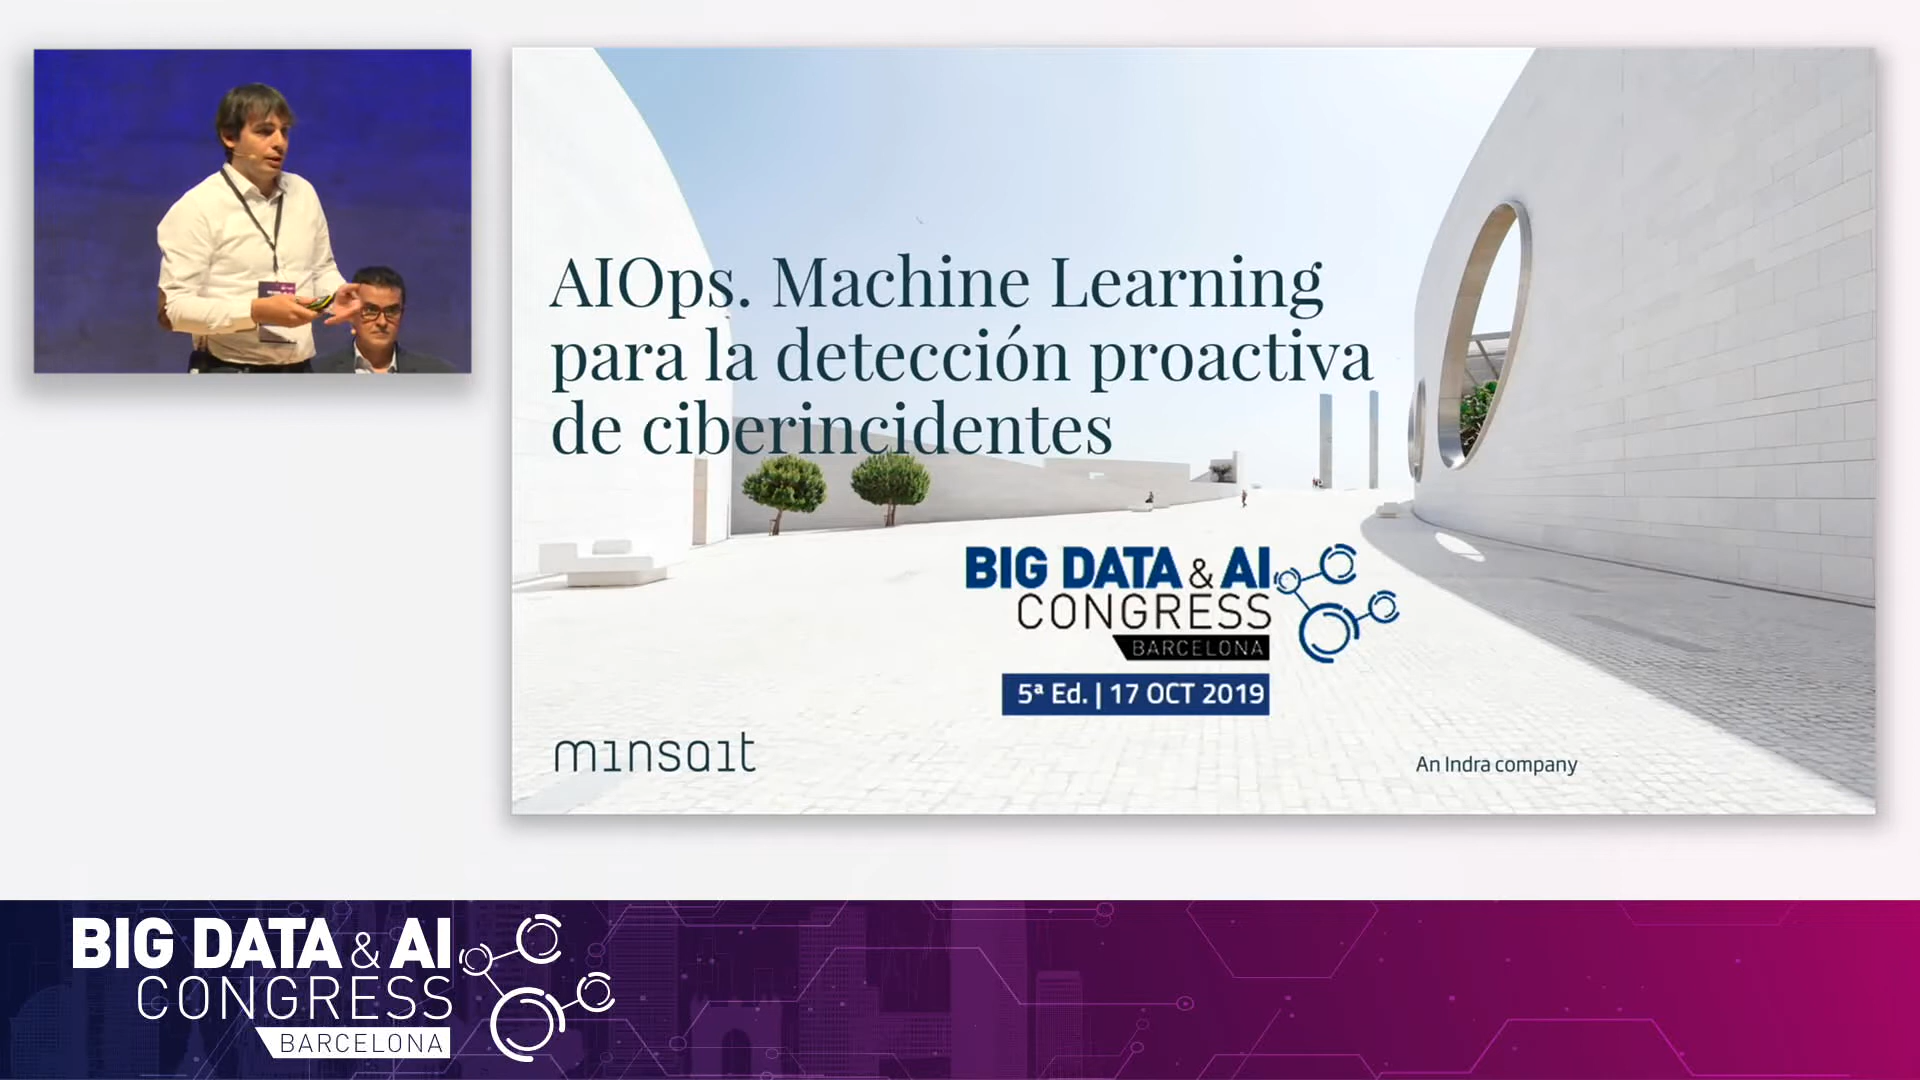 AIOps. Machine Learning
para la detección proactiva
de ciberincidentes
BIG DATA & AI
CONGRESS
BARCELONA
5ª Ed. | 17 OCT 2019
minsait
An Indra company
BIG DATA & AI
CONGRESS
BARCELONA